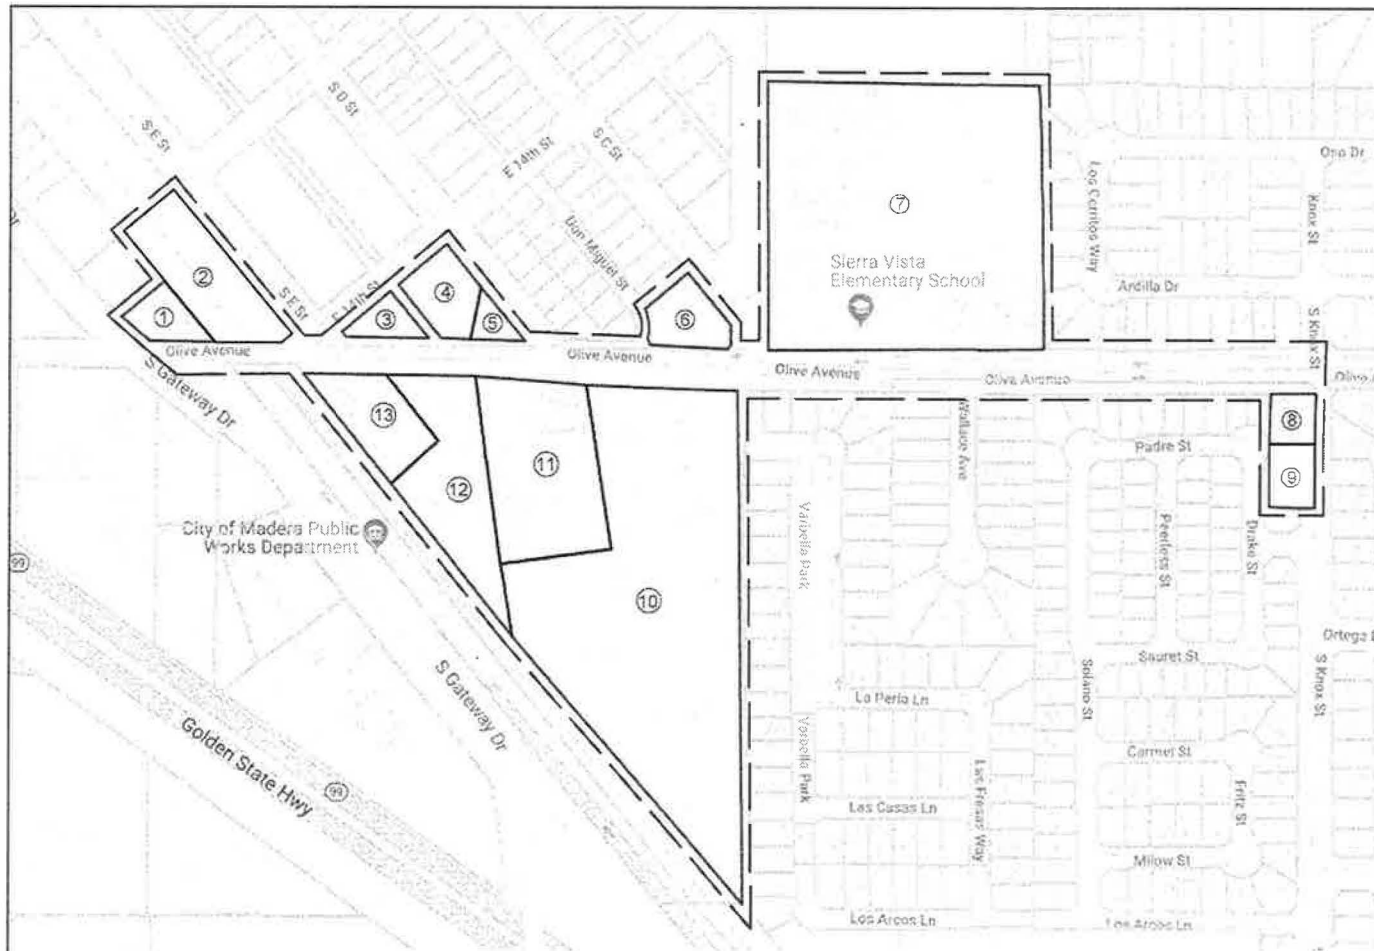 S D St
S E St
S C St
E 14th St
Oso Dr
Los Cerritos Way
Knox St
⑦
Don Miguel St
②
Sierra Vista
Elementary School
Ardilla Dr
S E St
E 14th St
④
①
③
⑤
⑥
S Knox St
Olive Avenue
Olive Avenue
Olive Avenue
Olive Avenue
Olive A
S Gateway Dr
⑬
⑧
Wallace Ave
Padre St
⑪
⑫
⑨
City of Madera Public
Works Department
Varbella Park
Peerless St
Drake St
99
⑩
Ortega
Sauret St
S Gateway Dr
La Perla Ln
Solano St
S Knox St
Golden State Hwy
99
Varbella Park
Carmel St
Las Casas Ln
Las Fresas Way
Fritz St
Milow St
Los Arcos Ln
Los Arcos Ln